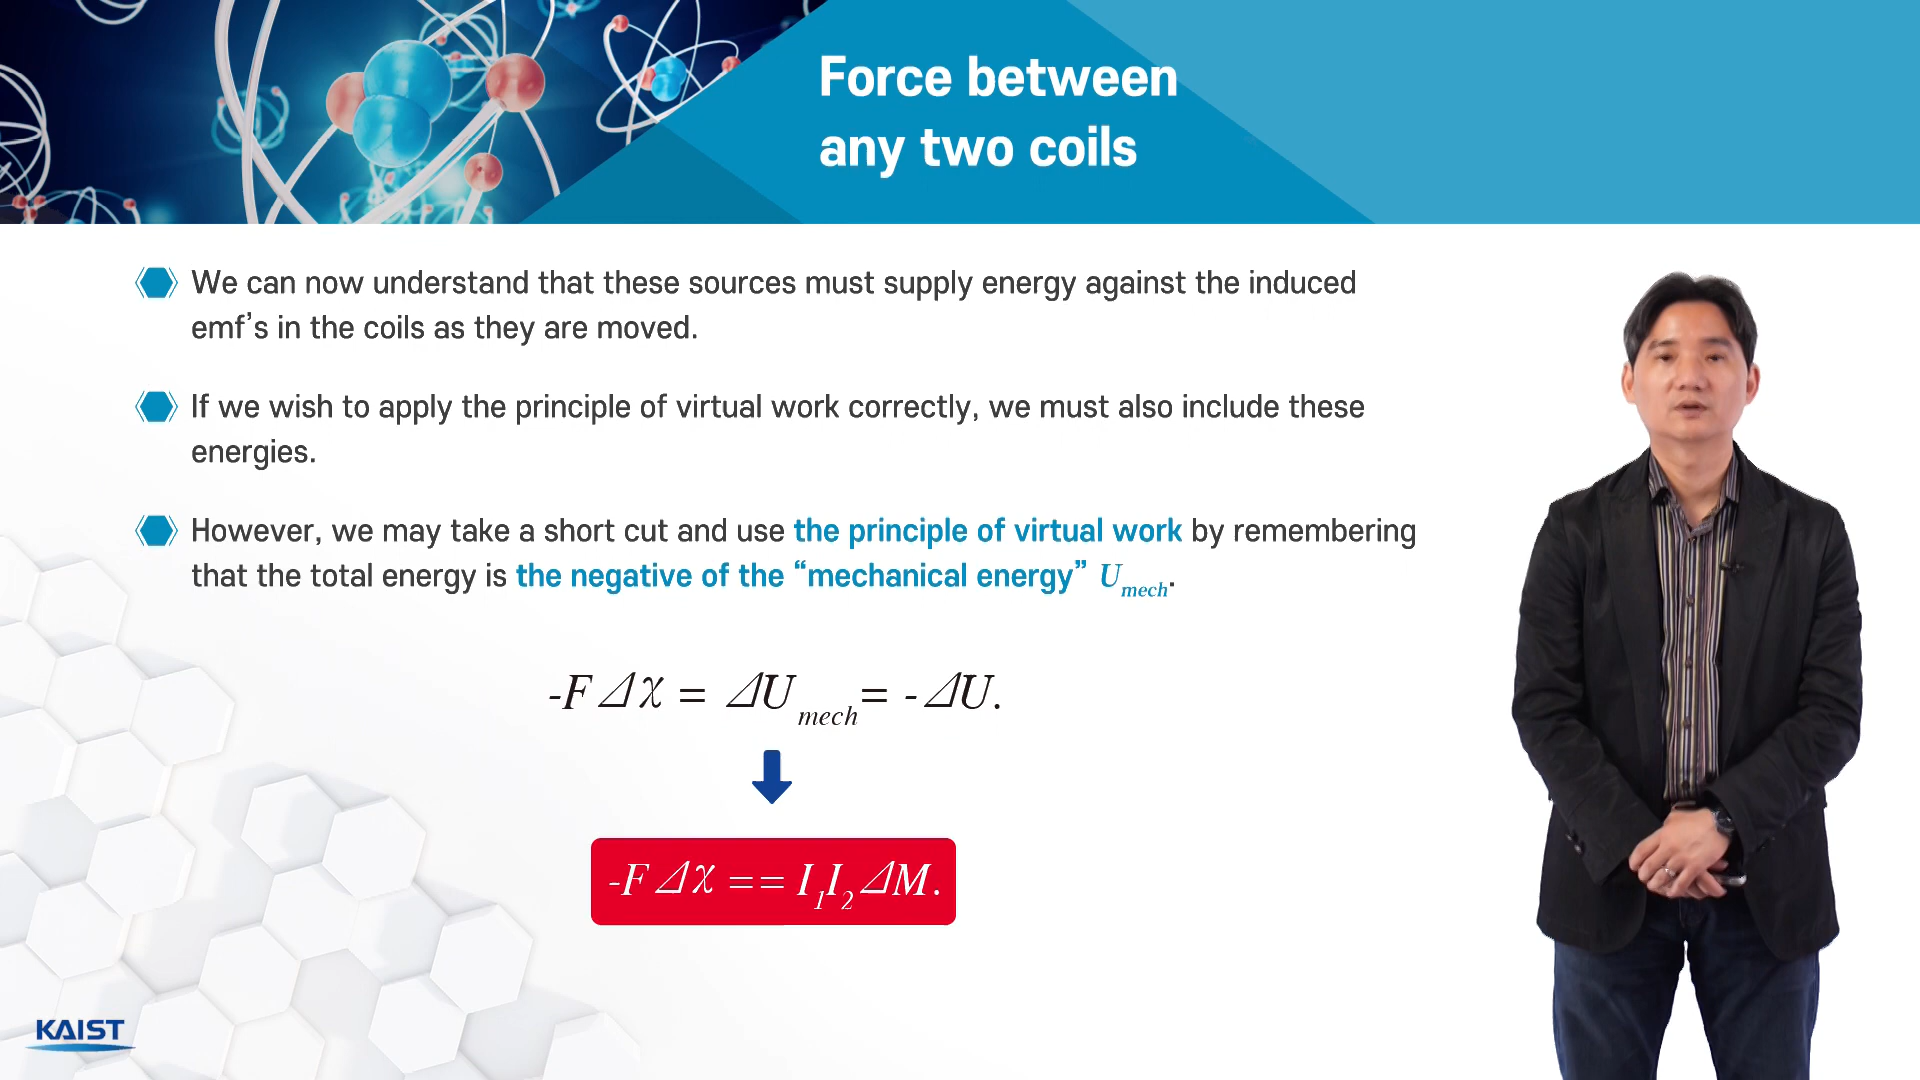 Force between
any two coils
We can now understand that these sources must supply energy against the induced
emf’s in the coils as they are moved.
If we wish to apply the principle of virtual work correctly, we must also include these
energies.
However, we may take a short cut and use the principle of virtual work by remembering
that the total energy is the negative of the “mechanical energy” U_mech.
-FΔχ = ΔU_mech = -ΔU.
-FΔχ == I₁I₂ΔM.
KAIST